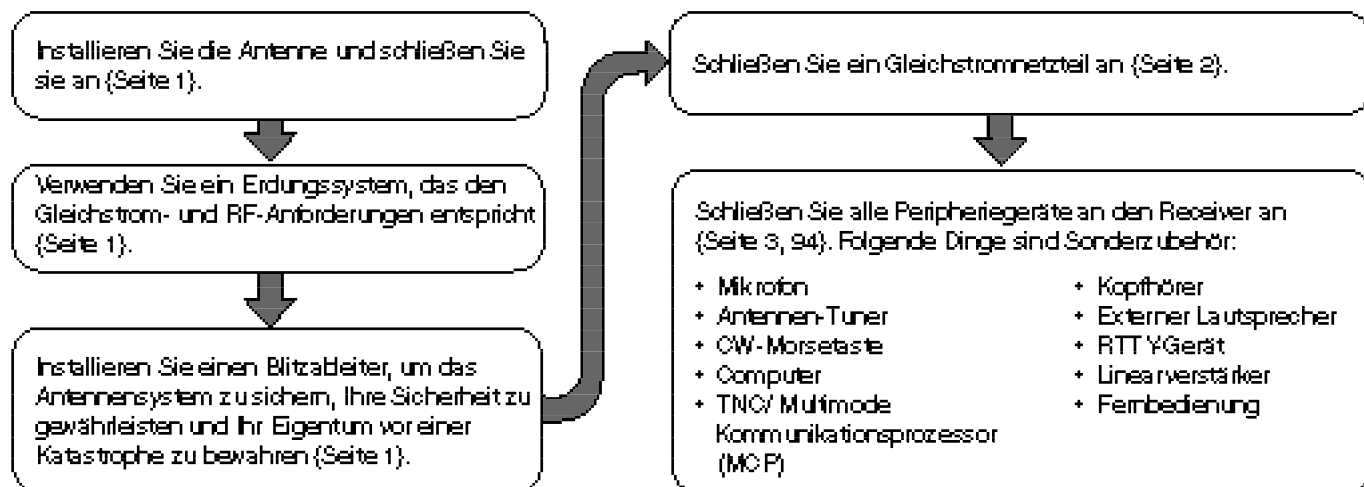 Installieren Sie die Antenne und schließen Sie
sie an {Seite 1}.
Verwenden Sie ein Erdungssystem, das den
Gleichstrom- und RF-Anforderungen entspricht
{Seite 1}.
Installieren Sie einen Blitzableiter, um das
Antennensystem zu sichern, Ihre Sicherheit zu
gewährleisten und Ihr Eigentum vor einer
Katastrophe zu bewahren {Seite 1}.
Schließen Sie ein Gleichstromnetzteil an {Seite 2}.
Schließen Sie alle Peripheriegeräte an den Receiver an
{Seite 3, 94}. Folgende Dinge sind Sonderzubehör:
• Mikrofon
• Antennen-Tuner
• CW-Morsetaste
• Computer
• TNC/ Multimode
Kommunikationsprozessor
(MCP)
• Kopfhörer
• Externer Lautsprecher
• RTTY-Gerät
• Linearverstärker
• Fernbedienung